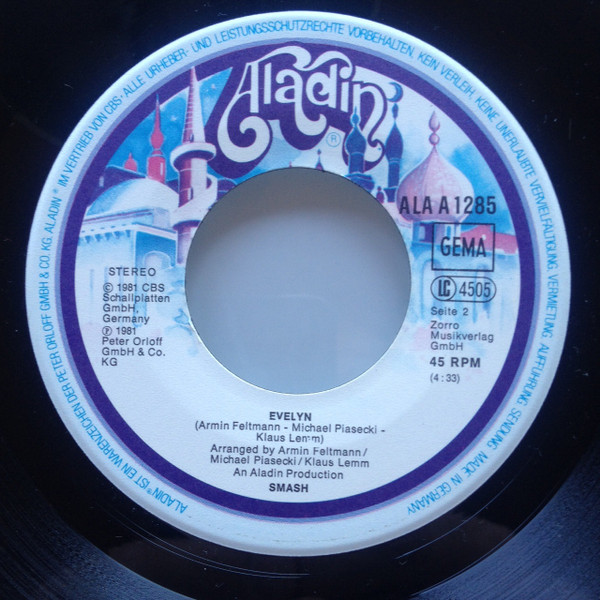 ALADIN® IST EIN WARENZEICHEN DER PETER ORLOFF GMBH & CO. KG, ALADIN® IM VERTRIEB VON CBS · ALLE URHEBER- UND LEISTUNGSSCHUTZRECHTE VORBEHALTEN. KEIN VERLEIH, KEINE UNERLAUBTE VERVIELFÄLTIGUNG, VERMIETUNG, AUFFÜHRUNG, SENDUNG. MADE IN GERMANY
Aladin
®
ALA A 1285
GEMA
LC 4505
Seite 2
Zorro
Musikverlag
GmbH
45 RPM
(4:33)
STEREO
© 1981 CBS
Schallplatten
GmbH,
Germany
℗ 1981
Peter Orloff
GmbH & Co.
KG
EVELYN
(Armin Feltmann - Michael Piasecki -
Klaus Lemm)
Arranged by Armin Feltmann/
Michael Piasecki/Klaus Lemm
An Aladin Production
SMASH